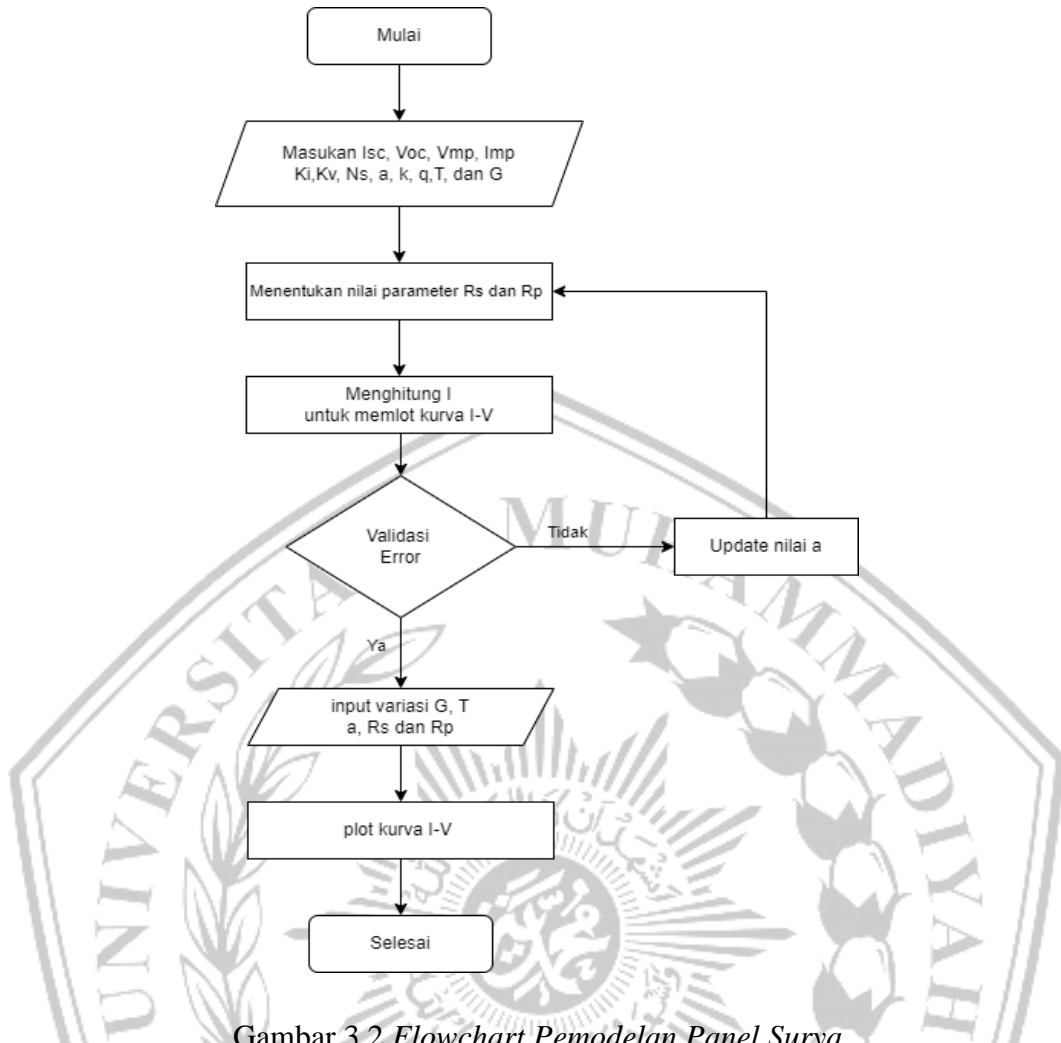 Mulai
Masukan Isc, Voc, Vmp, Imp
Ki,Kv, Ns, a, k, q,T, dan G
Menentukan nilai parameter Rs dan Rp
Menghitung I
untuk memlot kurva I-V
Validasi
Error
Tidak
Update nilai a
Ya
input variasi G, T
a, Rs dan Rp
plot kurva I-V
Selesai
UNIVERSITA
MUHAMMADIYAH
Gambar 3.2 Flowchart Pemodelan Panel Surya